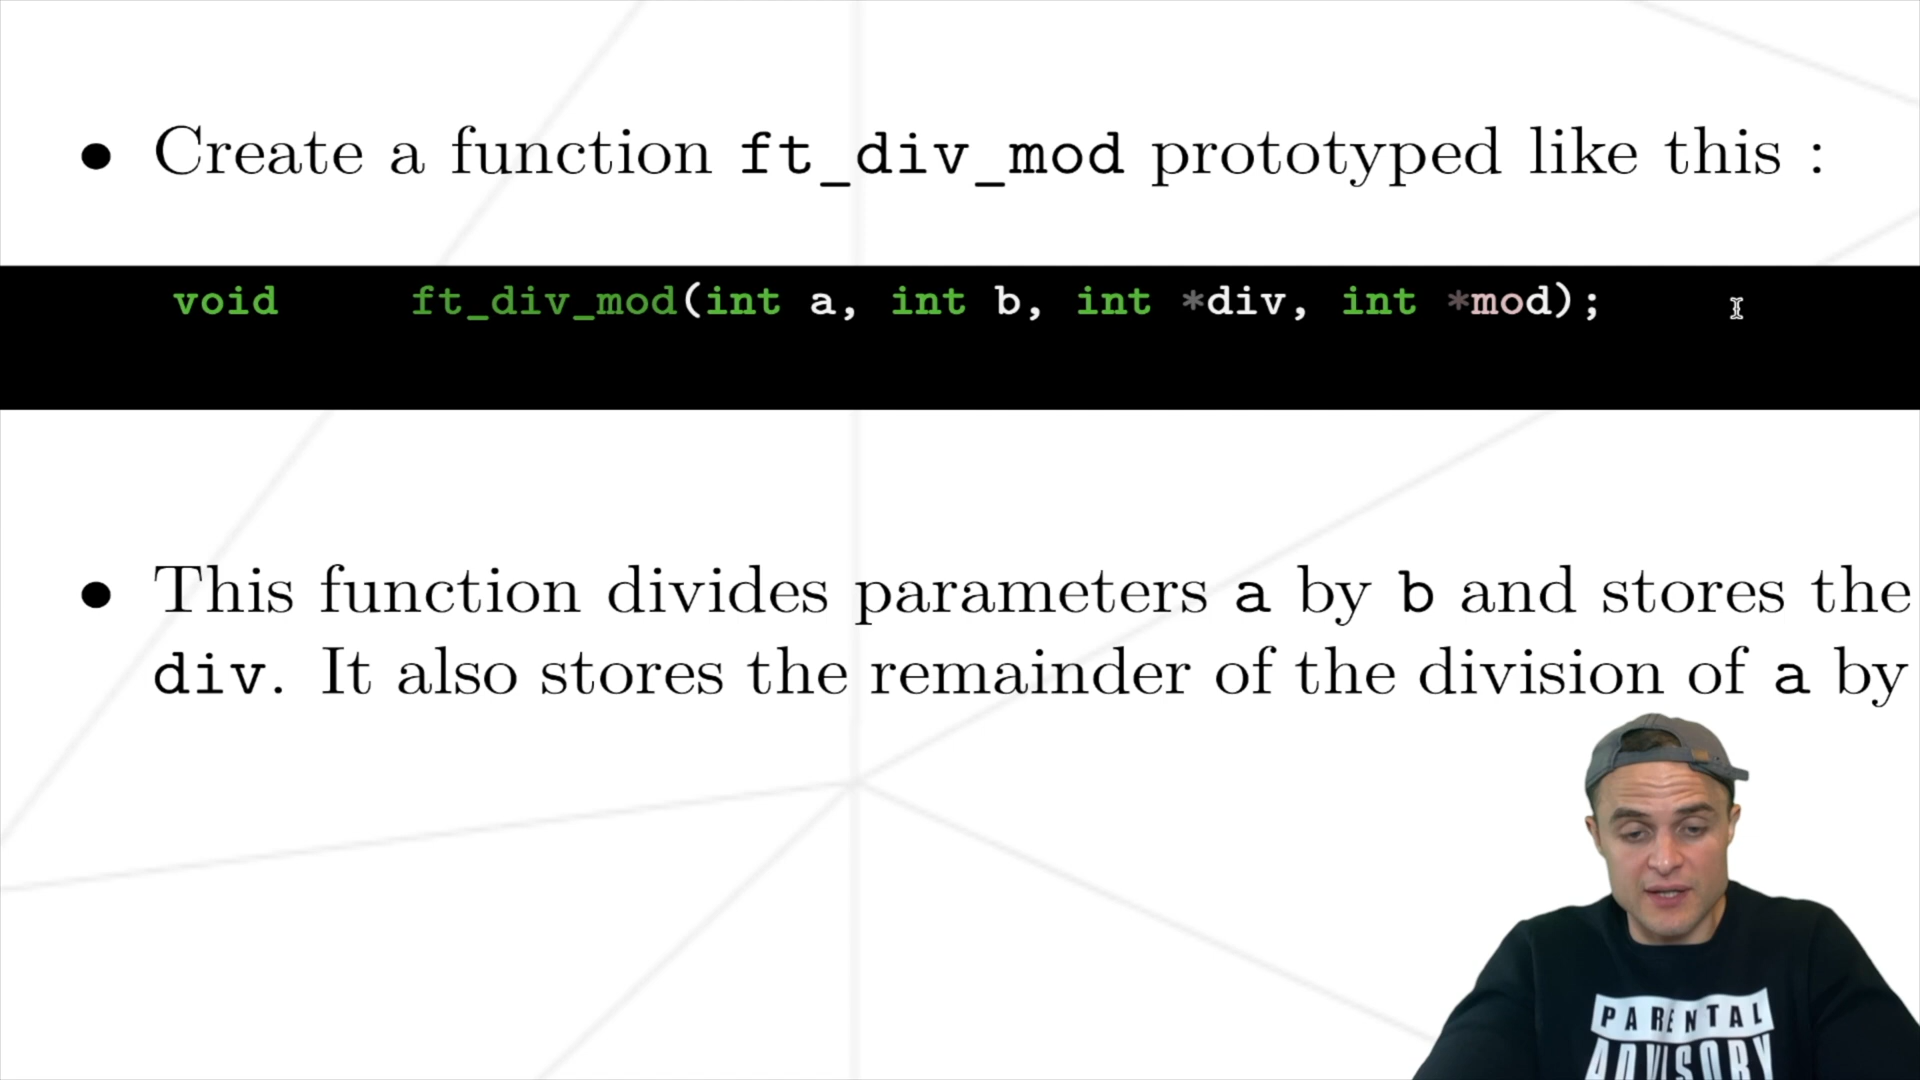 • Create a function ft_div_mod prototyped like this :
void ft_div_mod(int a, int b, int *div, int *mod);
• This function divides parameters a by b and stores the
div. It also stores the remainder of the division of a by
PARENTAL
ADVISORY